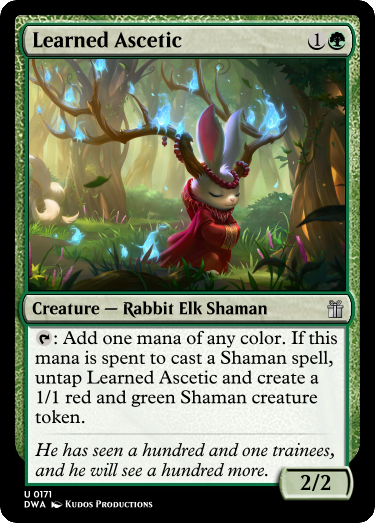 Learned Ascetic 1
Creature — Rabbit Elk Shaman
: Add one mana of any color. If this
mana is spent to cast a Shaman spell,
untap Learned Ascetic and create a
1/1 red and green Shaman creature
token.
He has seen a hundred and one trainees,
and he will see a hundred more.
2/2
U 0171
DWA Kudos Productions